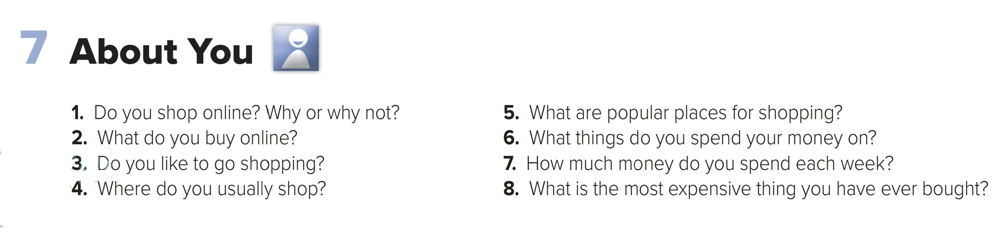 7 About You
1. Do you shop online? Why or why not?
2. What do you buy online?
3. Do you like to go shopping?
4. Where do you usually shop?
5. What are popular places for shopping?
6. What things do you spend your money on?
7. How much money do you spend each week?
8. What is the most expensive thing you have ever bought?